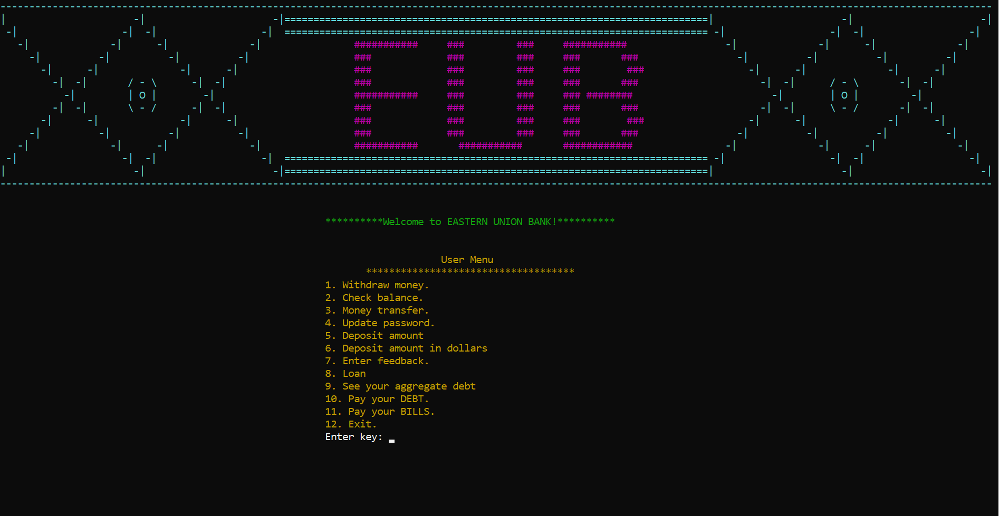 EUB
**********Welcome to EASTERN UNION BANK!**********
User Menu
************************************
1. Withdraw money.
2. Check balance.
3. Money transfer.
4. Update password.
5. Deposit amount
6. Deposit amount in dollars
7. Enter feedback.
8. Loan
9. See your aggregate debt
10. Pay your DEBT.
11. Pay your BILLS.
12. Exit.
Enter key: